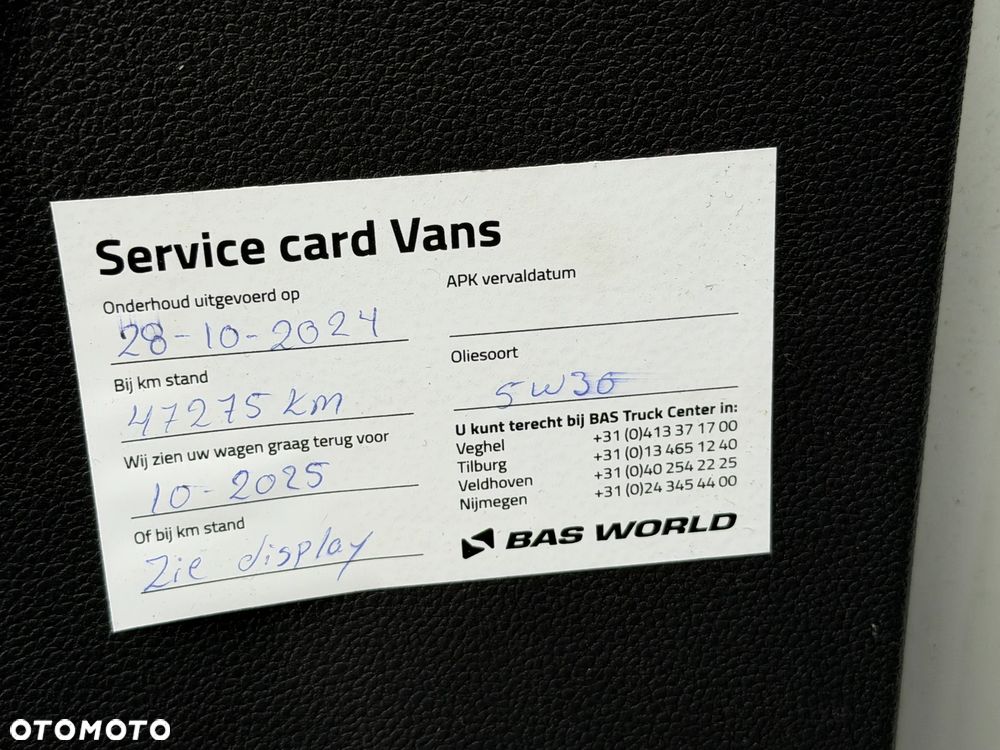 Service card Vans
Onderhoud uitgevoerd op
28-10-2024
Bij km stand
47275 km
Wij zien uw wagen graag terug voor
10-2025
Of bij km stand
Zie display
APK vervaldatum
Oliesoort
5W30
U kunt terecht bij BAS Truck Center in:
Veghel +31 (0)413 37 17 00
Tilburg +31 (0)13 465 12 40
Veldhoven +31 (0)40 254 22 25
Nijmegen +31 (0)24 345 44 00
BAS WORLD
OTOMOTO